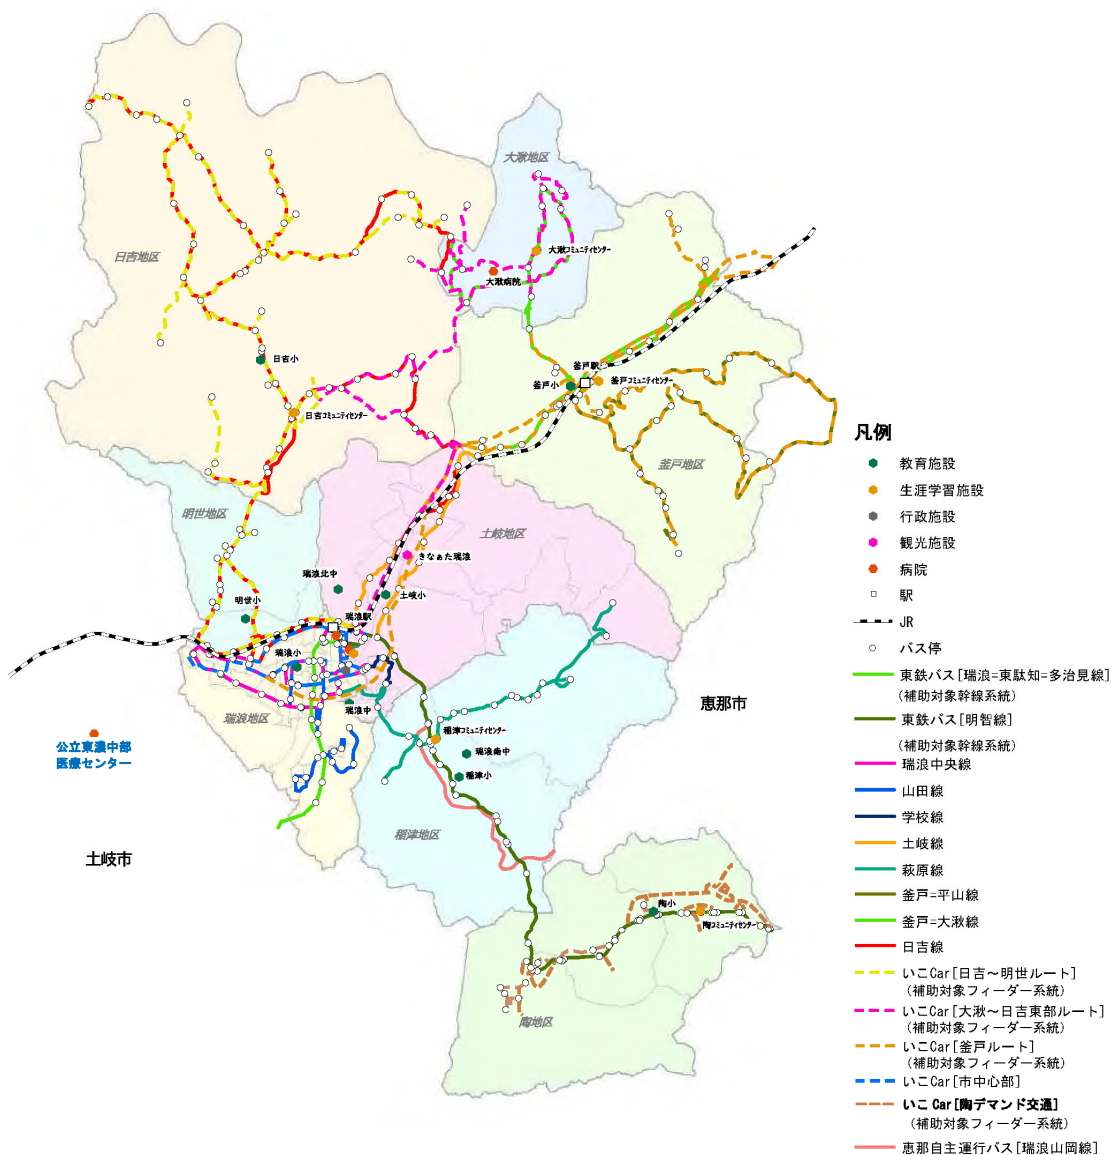 大湫地区
日吉地区
大湫コミュニティセンター
大湫病院
日吉小
釜戸駅
釜戸小
釜戸コミュニティセンター
日吉コミュニティセンター
釜戸地区
明世地区
土岐地区
きなぁた瑞浪
瑞浪北中
土岐小
明世小
瑞浪駅
瑞浪小
瑞浪中
瑞浪地区
恵那市
稲津コミュニティセンター
瑞浪南中
稲津小
公立東濃中部
医療センター
稲津地区
土岐市
陶小
陶コミュニティセンター
陶地区
凡例
教育施設
生涯学習施設
行政施設
観光施設
病院
駅
JR
バス停
東鉄バス[瑞浪=東駄知=多治見線]
(補助対象幹線系統)
東鉄バス[明智線]
(補助対象幹線系統)
瑞浪中央線
山田線
学校線
土岐線
萩原線
釜戸=平山線
釜戸=大湫線
日吉線
いこCar[日吉～明世ルート]
(補助対象フィーダー系統)
いこCar[大湫～日吉東部ルート]
(補助対象フィーダー系統)
いこCar[釜戸ルート]
(補助対象フィーダー系統)
いこCar[市中心部]
いこCar[陶デマンド交通]
(補助対象フィーダー系統)
恵那自主運行バス[瑞浪山岡線]